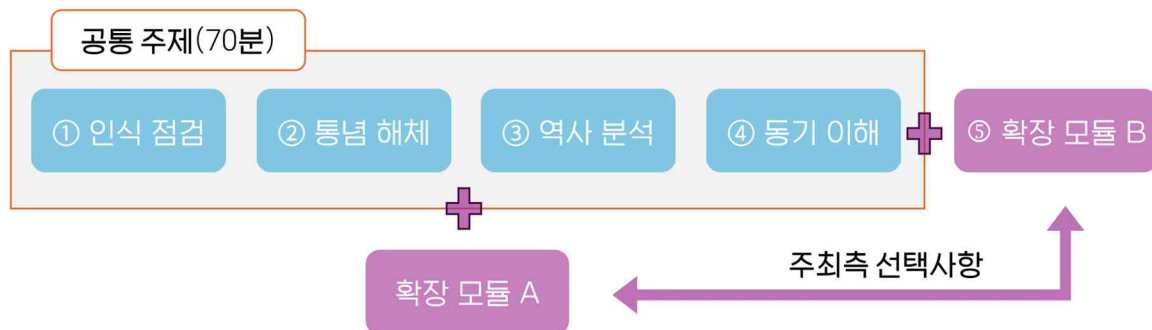 공통 주제(70분)
① 인식 점검
② 통념 해체
③ 역사 분석
④ 동기 이해
⑤ 확장 모듈 B
확장 모듈 A
주최측 선택사항